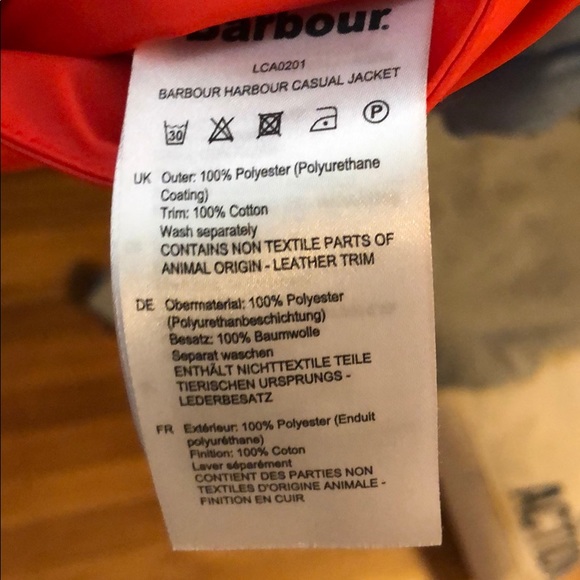 Barbour.
LCA0201
BARBOUR HARBOUR CASUAL JACKET
30
P
UK Outer: 100% Polyester (Polyurethane
Coating)
Trim: 100% Cotton
Wash separately
CONTAINS NON TEXTILE PARTS OF
ANIMAL ORIGIN - LEATHER TRIM
DE Obermaterial: 100% Polyester
(Polyurethanbeschichtung)
Besatz: 100% Baumwolle
Separat waschen
ENTHÄLT NICHTTEXTILE TEILE
TIERISCHEN URSPRUNGS -
LEDERBESATZ
FR Extérieur: 100% Polyester (Enduit
polyuréthane)
Finition: 100% Coton
Laver séparément
CONTIENT DES PARTIES NON
TEXTILES D'ORIGINE ANIMALE -
FINITION EN CUIR